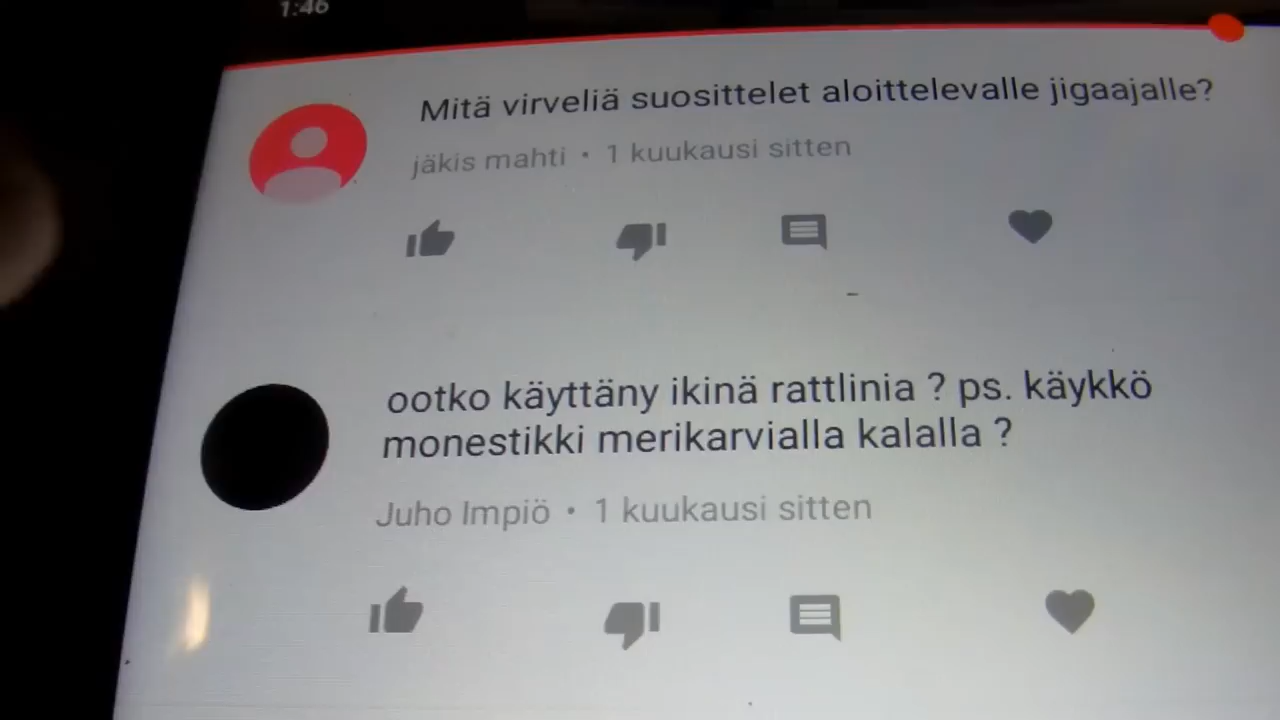 1:46
Mitä virveliä suosittelet aloittelevalle jigaajalle?
jäkis mahti • 1 kuukausi sitten
ootko käyttäny ikinä rattlinia ? ps. käykkö
monestikki merikarvialla kalalla ?
Juho Impiö • 1 kuukausi sitten